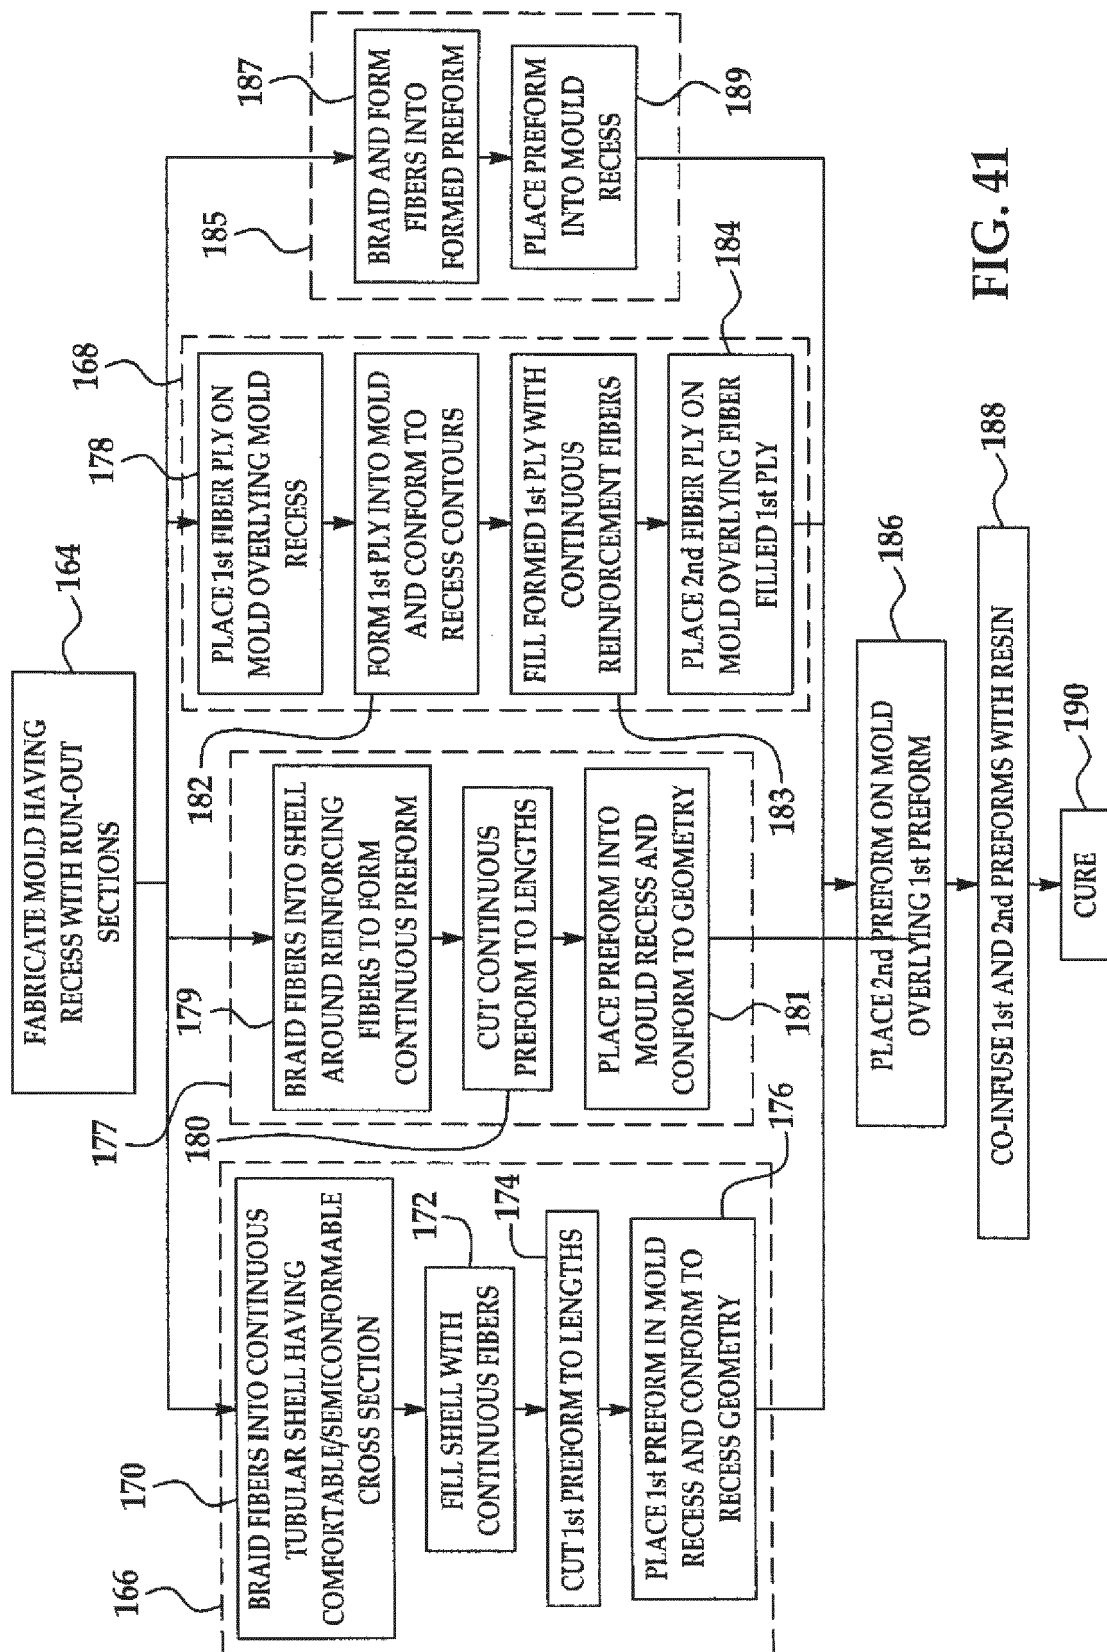 FABRICATE MOLD HAVING
RECESS WITH RUN-OUT
SECTIONS
164
166
170
BRAID FIBERS INTO CONTINUOUS
TUBULAR SHELL HAVING
COMFORTABLE/SEMICONFORMABLE
CROSS SECTION
172
FILL SHELL WITH
CONTINUOUS FIBERS
174
CUT 1st PREFORM TO LENGTHS
PLACE 1st PREFORM IN MOLD
RECESS AND CONFORM TO
RECESS GEOMETRY
176
177
179
BRAID FIBERS INTO SHELL
AROUND REINFORCING
FIBERS TO FORM
CONTINUOUS PREFORM
180
CUT CONTINUOUS
PREFORM TO LENGTHS
PLACE PREFORM INTO
MOULD RECESS AND
CONFORM TO GEOMETRY
181
168
178
PLACE 1st FIBER PLY ON
MOLD OVERLYING MOLD
RECESS
182
FORM 1st PLY INTO MOLD
AND CONFORM TO
RECESS CONTOURS
FILL FORMED 1st PLY WITH
CONTINUOUS
REINFORCEMENT FIBERS
183
PLACE 2nd FIBER PLY ON
MOLD OVERLYING FIBER
FILLED 1st PLY
184
185
187
BRAID AND FORM
FIBERS INTO
FORMED PREFORM
PLACE PREFORM
INTO MOULD
RECESS
189
PLACE 2nd PREFORM ON MOLD
OVERLYING 1st PREFORM
186
CO-INFUSE 1st AND 2nd PREFORMS WITH RESIN
188
CURE
190
FIG. 41